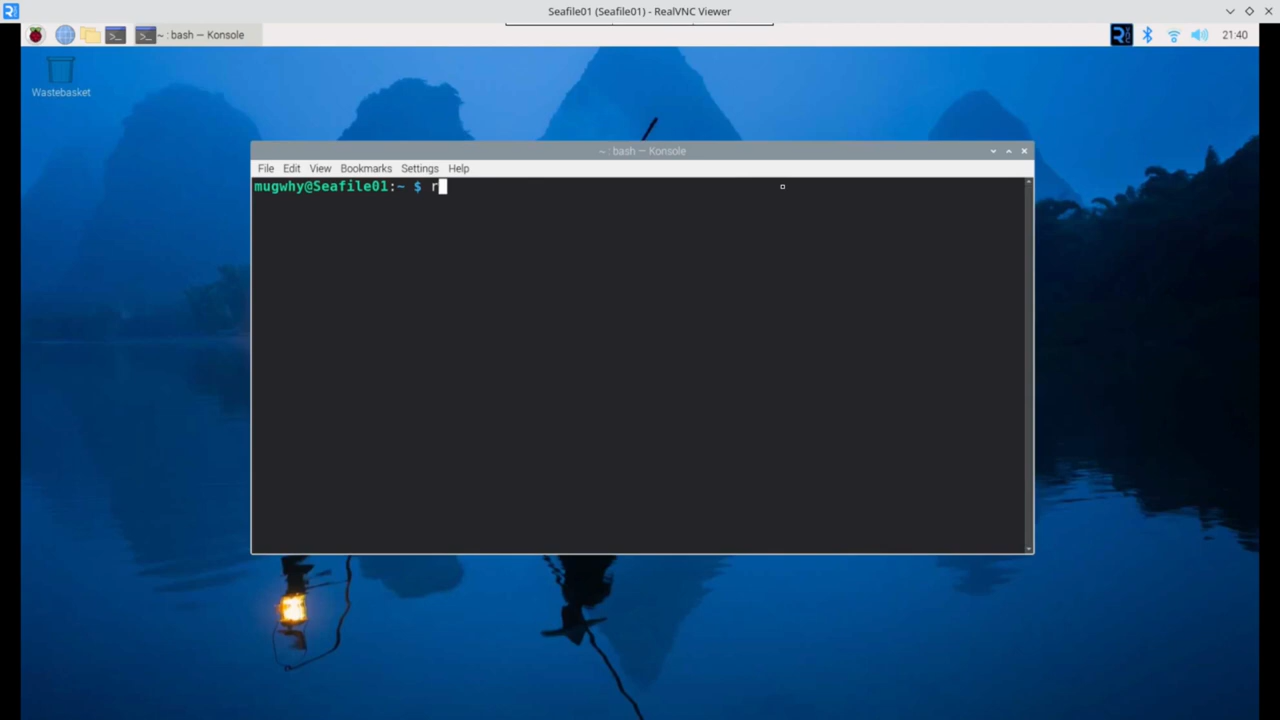 Seafile01 (Seafile01) - RealVNC Viewer
~ : bash — Konsole
21:40
Wastebasket
~ : bash — Konsole
File Edit View Bookmarks Settings Help
mugwhy@Seafile01:~ $ r